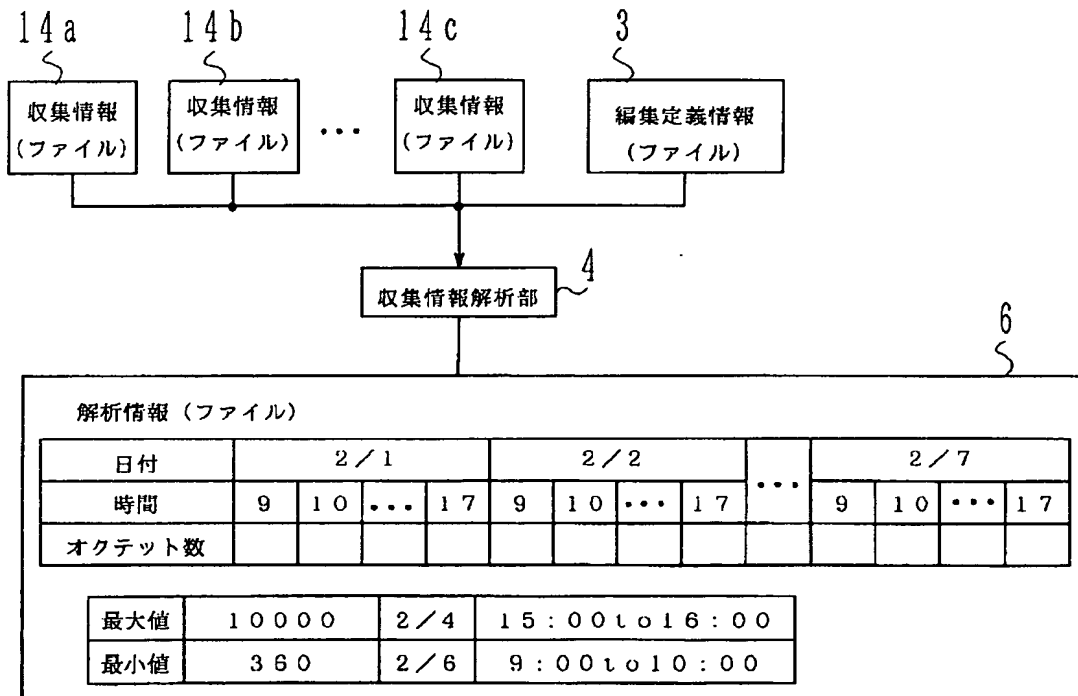 14a 14b 14c 3
収集情報 収集情報 収集情報 編集定義情報
(ファイル) (ファイル) ••• (ファイル) (ファイル)
収集情報解析部 4
6
解析情報(ファイル)
日付 2/1 2/2 ••• 2/7
時間 9 10 ••• 17 9 10 ••• 17 9 10 ••• 17
オクテット数
最大値 10000 2/4 15:00to16:00
最小値 360 2/6 9:00to10:00